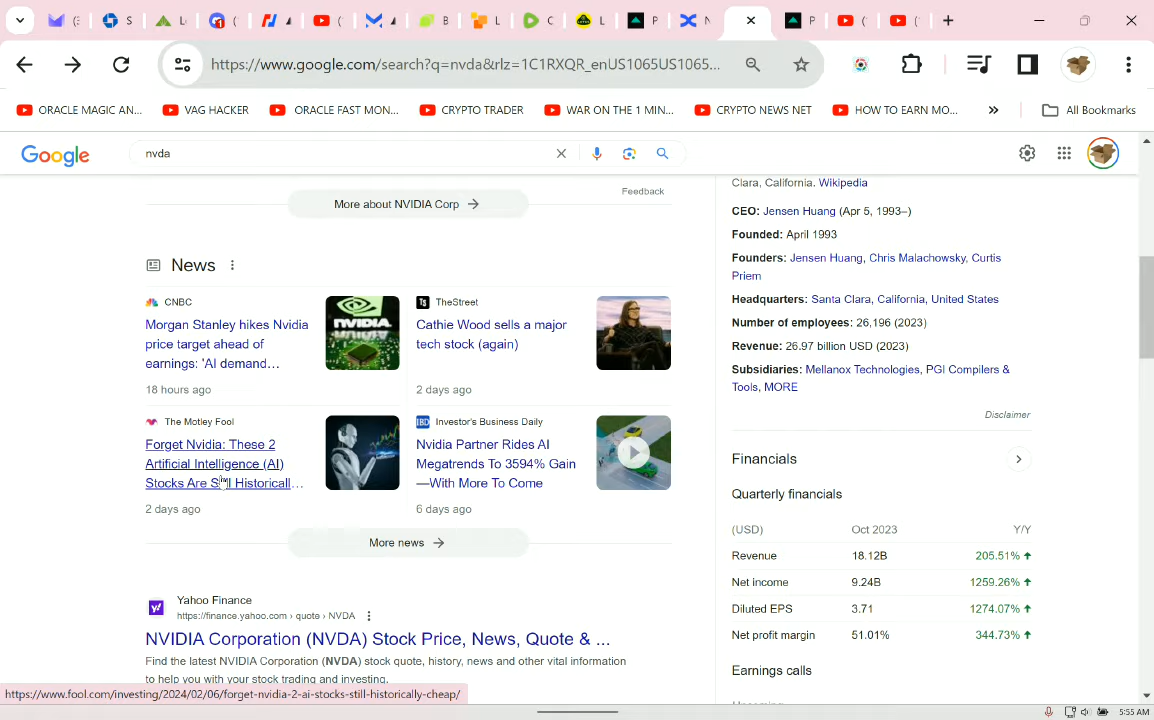 https://www.google.com/search?q=nvda&rlz=1C1RXQR_enUS1065US1065...
ORACLE MAGIC AN...
VAG HACKER
ORACLE FAST MON...
CRYPTO TRADER
WAR ON THE 1 MIN...
CRYPTO NEWS NET
HOW TO EARN MO...
»
All Bookmarks
Google
nvda
Feedback
More about NVIDIA Corp
News
CNBC
Morgan Stanley hikes Nvidia
price target ahead of
earnings: 'AI demand...
18 hours ago
TheStreet
Cathie Wood sells a major
tech stock (again)
2 days ago
The Motley Fool
Forget Nvidia: These 2
Artificial Intelligence (AI)
Stocks Are Still Historicall...
2 days ago
Investor's Business Daily
Nvidia Partner Rides AI
Megatrends To 3594% Gain
—With More To Come
6 days ago
More news
Yahoo Finance
https://finance.yahoo.com › quote › NVDA
NVIDIA Corporation (NVDA) Stock Price, News, Quote & ...
Find the latest NVIDIA Corporation (NVDA) stock quote, history, news and other vital information
to help you with your stock trading and investing.
Clara, California. Wikipedia
CEO: Jensen Huang (Apr 5, 1993–)
Founded: April 1993
Founders: Jensen Huang, Chris Malachowsky, Curtis
Priem
Headquarters: Santa Clara, California, United States
Number of employees: 26,196 (2023)
Revenue: 26.97 billion USD (2023)
Subsidiaries: Mellanox Technologies, PGI Compilers &
Tools, MORE
Disclaimer
Financials
Quarterly financials
(USD) Oct 2023 Y/Y
Revenue 18.12B 205.51%
Net income 9.24B 1259.26%
Diluted EPS 3.71 1274.07%
Net profit margin 51.01% 344.73%
Earnings calls
https://www.fool.com/investing/2024/02/06/forget-nvidia-2-ai-stocks-still-historically-cheap/
5:55 AM